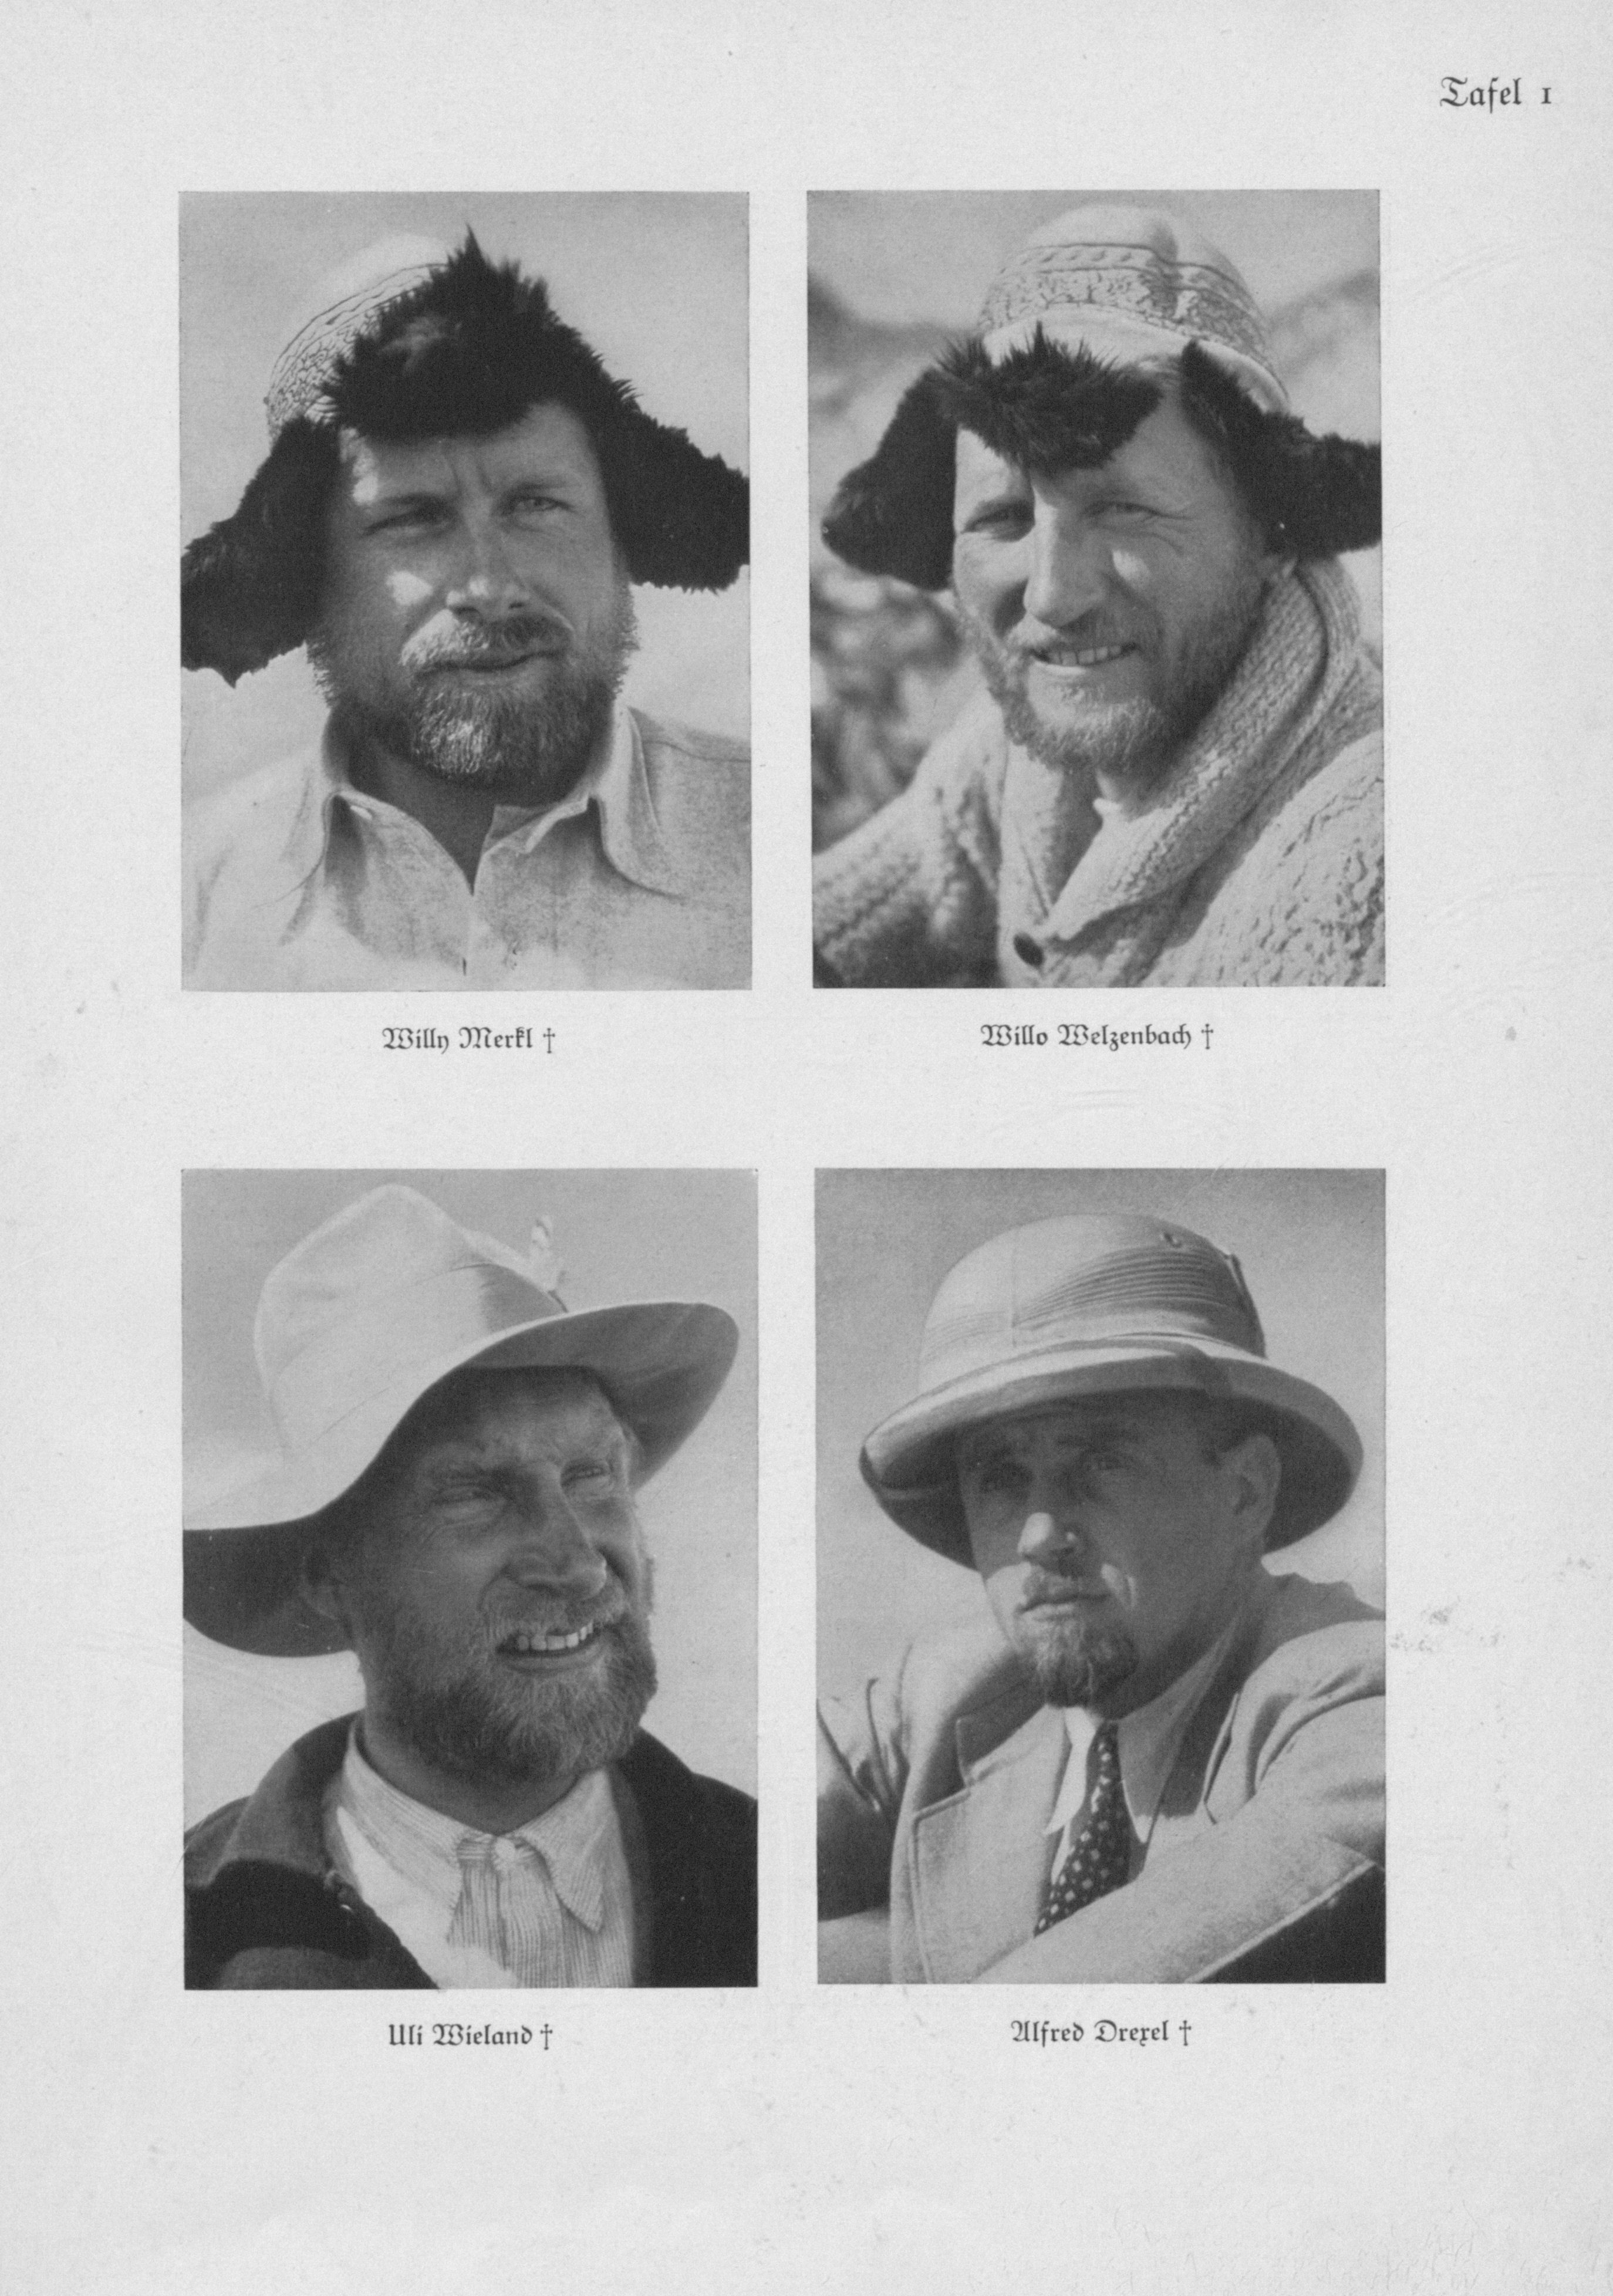 Tafel 1
Willy Merkl †
Willo Welzenbach †
Uli Wieland †
Alfred Drexel †